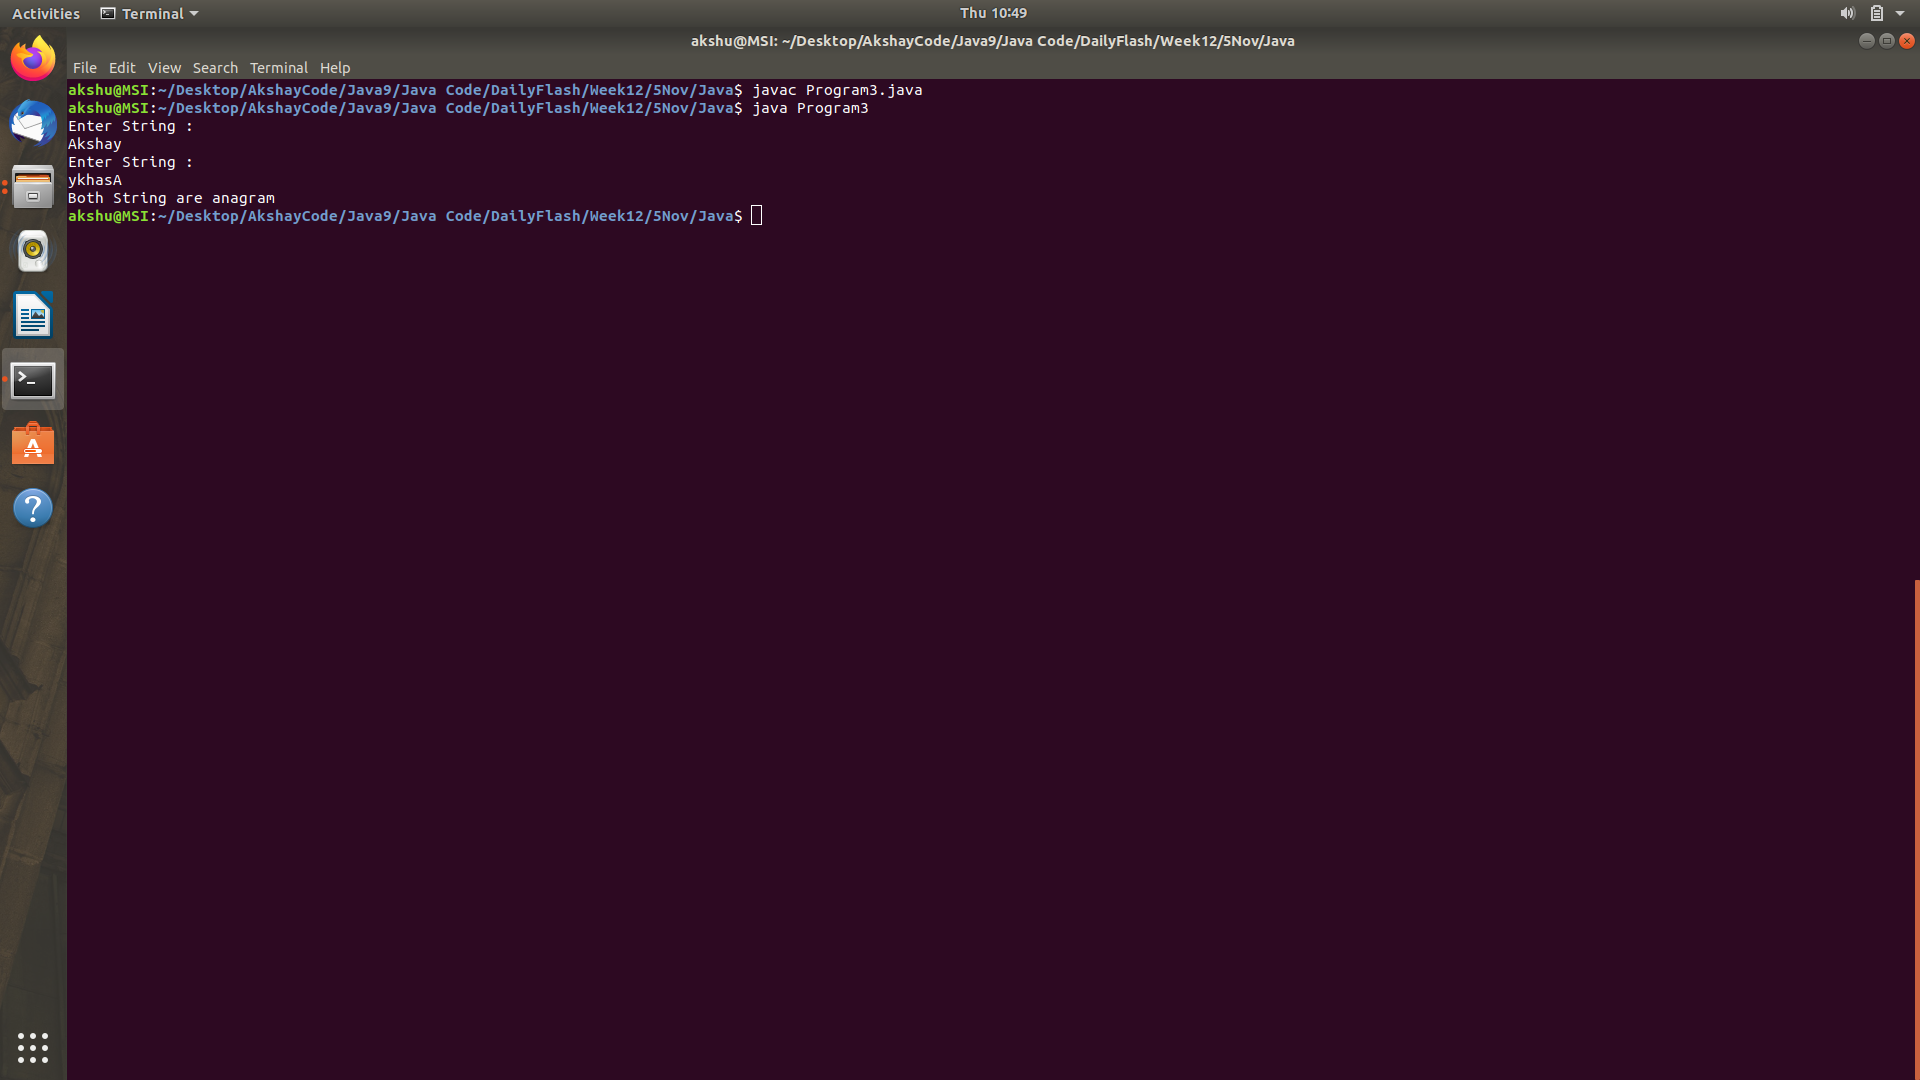 Activities Terminal Thu 10:49
akshu@MSI: ~/Desktop/AkshayCode/Java9/Java Code/DailyFlash/Week12/5Nov/Java
File Edit View Search Terminal Help
akshu@MSI:~/Desktop/AkshayCode/Java9/Java Code/DailyFlash/Week12/5Nov/Java$ javac Program3.java
akshu@MSI:~/Desktop/AkshayCode/Java9/Java Code/DailyFlash/Week12/5Nov/Java$ java Program3
Enter String :
Akshay
Enter String :
ykhasA
Both String are anagram
akshu@MSI:~/Desktop/AkshayCode/Java9/Java Code/DailyFlash/Week12/5Nov/Java$